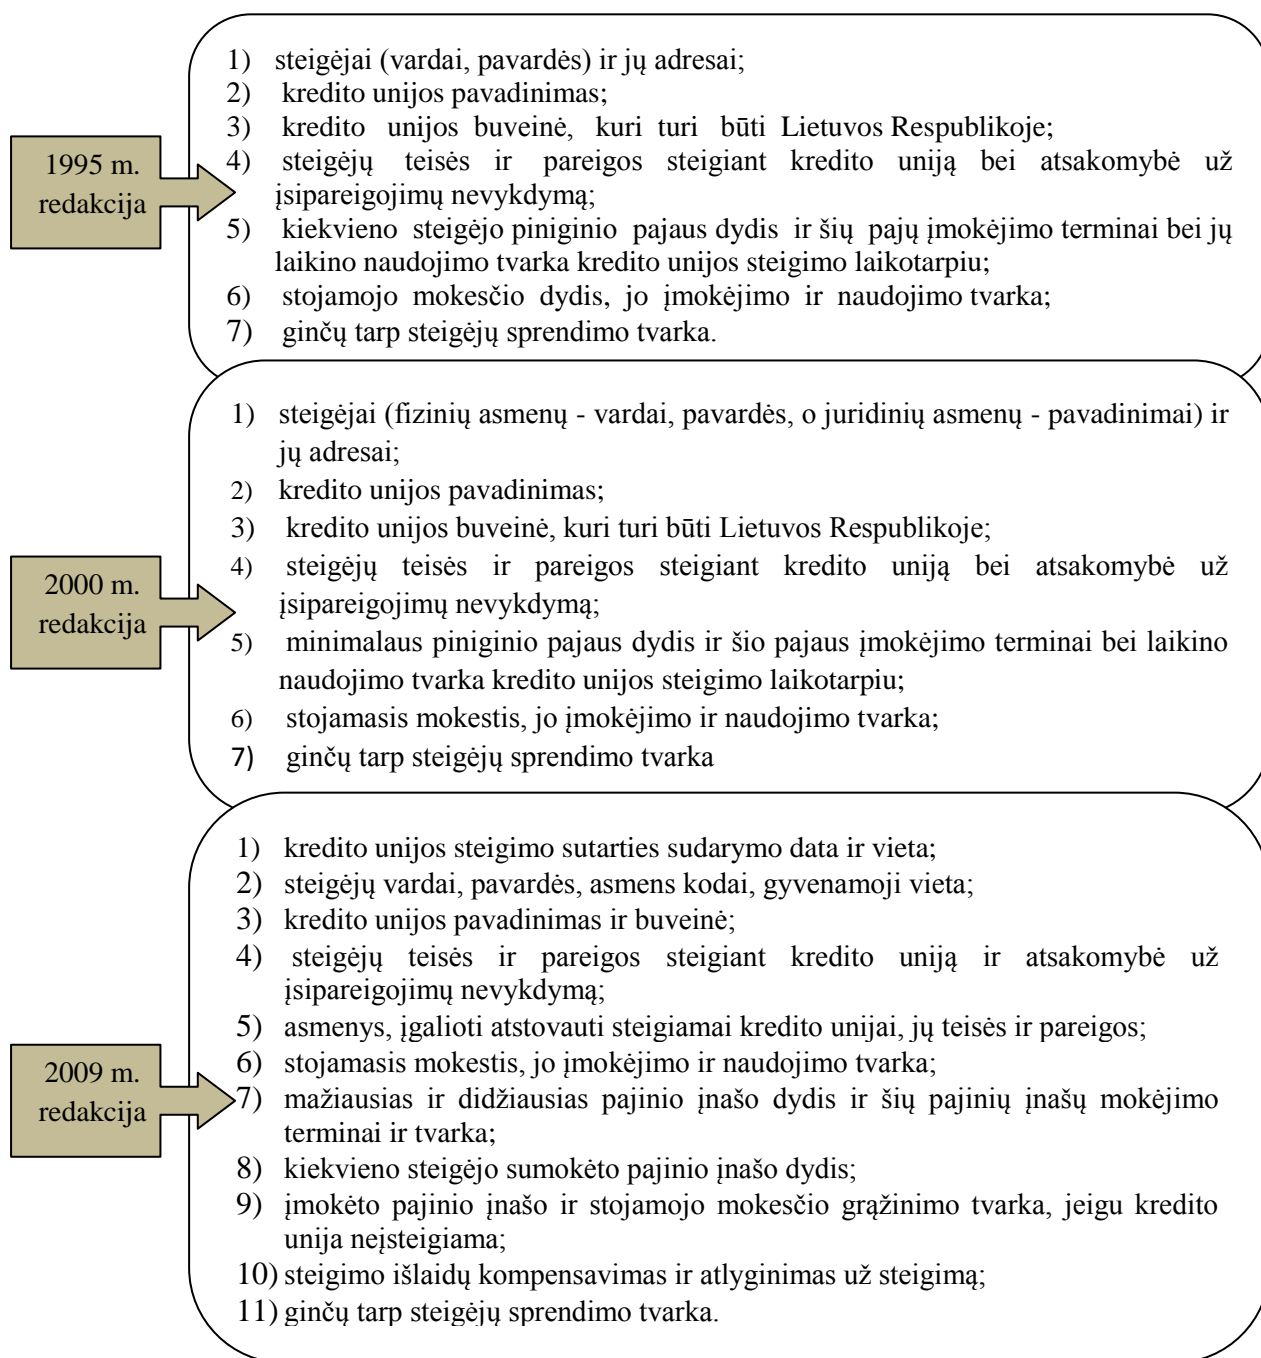 1) steigėjai (vardai, pavardės) ir jų adresai;
2) kredito unijos pavadinimas;
3) kredito unijos buveinė, kuri turi būti Lietuvos Respublikoje;
4) steigėjų teisės ir pareigos steigiant kredito uniją bei atsakomybė už
įsipareigojimų nevykdymą;
5) kiekvieno steigėjo piniginio pajaus dydis ir šių pajų įmokėjimo terminai bei jų
laikino naudojimo tvarka kredito unijos steigimo laikotarpiu;
6) stojamojo mokesčio dydis, jo įmokėjimo ir naudojimo tvarka;
7) ginčų tarp steigėjų sprendimo tvarka.
1995 m.
redakcija
1) steigėjai (fizinių asmenų - vardai, pavardės, o juridinių asmenų - pavadinimai) ir
jų adresai;
2) kredito unijos pavadinimas;
3) kredito unijos buveinė, kuri turi būti Lietuvos Respublikoje;
4) steigėjų teisės ir pareigos steigiant kredito uniją bei atsakomybė už
įsipareigojimų nevykdymą;
5) minimalaus piniginio pajaus dydis ir šio pajaus įmokėjimo terminai bei laikino
naudojimo tvarka kredito unijos steigimo laikotarpiu;
6) stojamasis mokestis, jo įmokėjimo ir naudojimo tvarka;
7) ginčų tarp steigėjų sprendimo tvarka
2000 m.
redakcija
1) kredito unijos steigimo sutarties sudarymo data ir vieta;
2) steigėjų vardai, pavardės, asmens kodai, gyvenamoji vieta;
3) kredito unijos pavadinimas ir buveinė;
4) steigėjų teisės ir pareigos steigiant kredito uniją ir atsakomybė už
įsipareigojimų nevykdymą;
5) asmenys, įgalioti atstovauti steigiamai kredito unijai, jų teisės ir pareigos;
6) stojamasis mokestis, jo įmokėjimo ir naudojimo tvarka;
7) mažiausias ir didžiausias pajinio įnašo dydis ir šių pajinių įnašų mokėjimo
terminai ir tvarka;
8) kiekvieno steigėjo sumokėto pajinio įnašo dydis;
9) įmokėto pajinio įnašo ir stojamojo mokesčio grąžinimo tvarka, jeigu kredito
unija neįsteigiama;
10) steigimo išlaidų kompensavimas ir atlyginimas už steigimą;
11) ginčų tarp steigėjų sprendimo tvarka.
2009 m.
redakcija